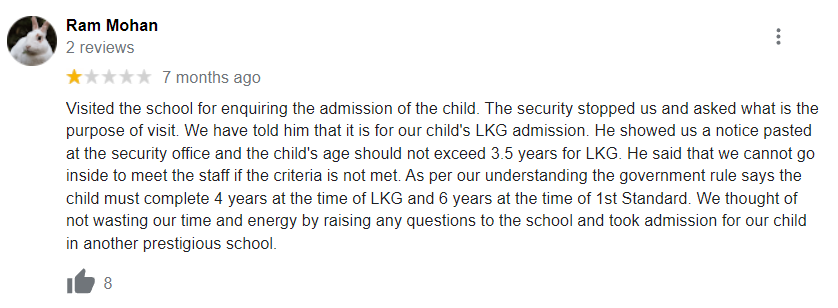 Ram Mohan
2 reviews
7 months ago
Visited the school for enquiring the admission of the child. The security stopped us and asked what is the
purpose of visit. We have told him that it is for our child's LKG admission. He showed us a notice pasted
at the security office and the child's age should not exceed 3.5 years for LKG. He said that we cannot go
inside to meet the staff if the criteria is not met. As per our understanding the government rule says the
child must complete 4 years at the time of LKG and 6 years at the time of 1st Standard. We thought of
not wasting our time and energy by raising any questions to the school and took admission for our child
in another prestigious school.
8